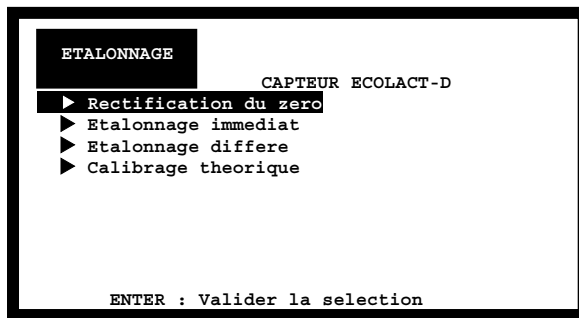 ETALONNAGE
CAPTEUR ECOLACT-D
Rectification du zero
Etalonnage immediat
Etalonnage differe
Calibrage theorique
ENTER : Valider la selection